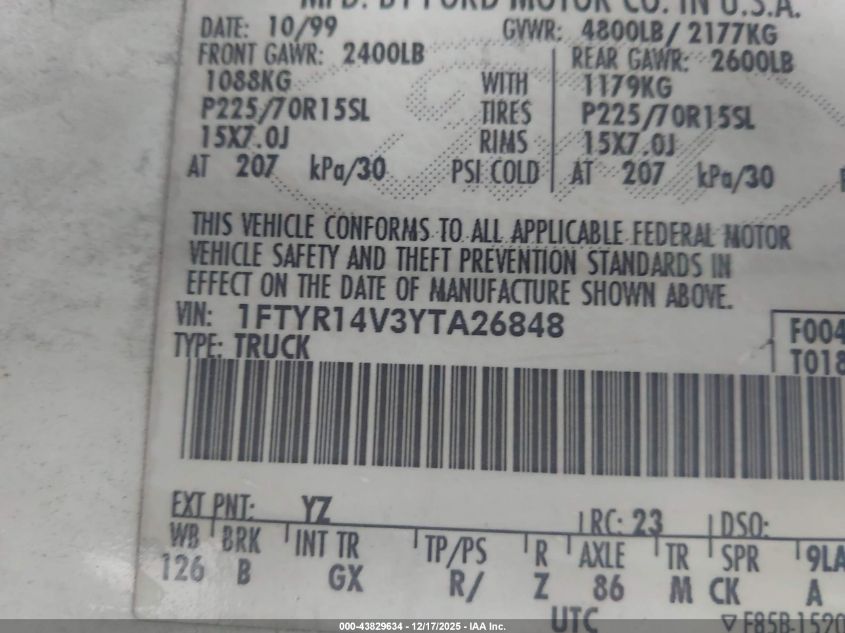 MFD. BY FORD MOTOR CO. IN U.S.A.
DATE: 10/99 GVWR: 4800LB/ 2177KG
FRONT GAWR: 2400LB REAR GAWR: 2600LB
1088KG WITH 1179KG
P225/70R15SL TIRES P225/70R15SL
15X7.0J RIMS 15X7.0J
AT 207 kPa/30 PSI COLD AT 207 kPa/30
THIS VEHICLE CONFORMS TO ALL APPLICABLE FEDERAL MOTOR
VEHICLE SAFETY AND THEFT PREVENTION STANDARDS IN
EFFECT ON THE DATE OF MANUFACTURE SHOWN ABOVE.
VIN: 1FTYR14V3YTA26848 F004
TYPE: TRUCK T018
EXT PNT: YZ RC: 23 DSO:
WB BRK INT TR TP/PS R AXLE TR SPR 9LA
126 B GX R/ Z 86 M CK A
UTC F85B-1520
000-43829634 - 12/17/2025 - IAA Inc.